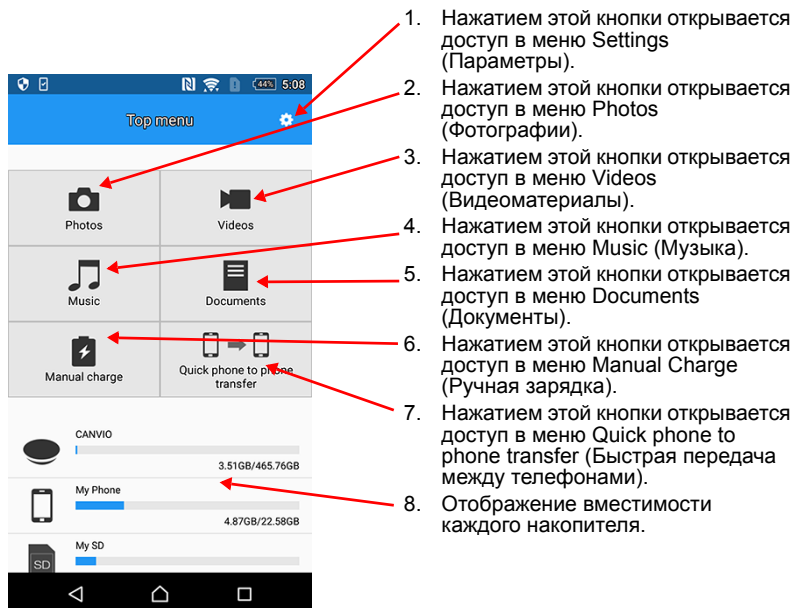 44% 5:08
Top menu
Photos
Videos
Music
Documents
Manual charge
Quick phone to phone
transfer
CANVIO
3.51GB/465.76GB
My Phone
4.87GB/22.58GB
My SD
SD
1. Нажатием этой кнопки открывается
доступ в меню Settings
(Параметры).
2. Нажатием этой кнопки открывается
доступ в меню Photos
(Фотографии).
3. Нажатием этой кнопки открывается
доступ в меню Videos
(Видеоматериалы).
4. Нажатием этой кнопки открывается
доступ в меню Music (Музыка).
5. Нажатием этой кнопки открывается
доступ в меню Documents
(Документы).
6. Нажатием этой кнопки открывается
доступ в меню Manual Charge
(Ручная зарядка).
7. Нажатием этой кнопки открывается
доступ в меню Quick phone to
phone transfer (Быстрая передача
между телефонами).
8. Отображение вместимости
каждого накопителя.